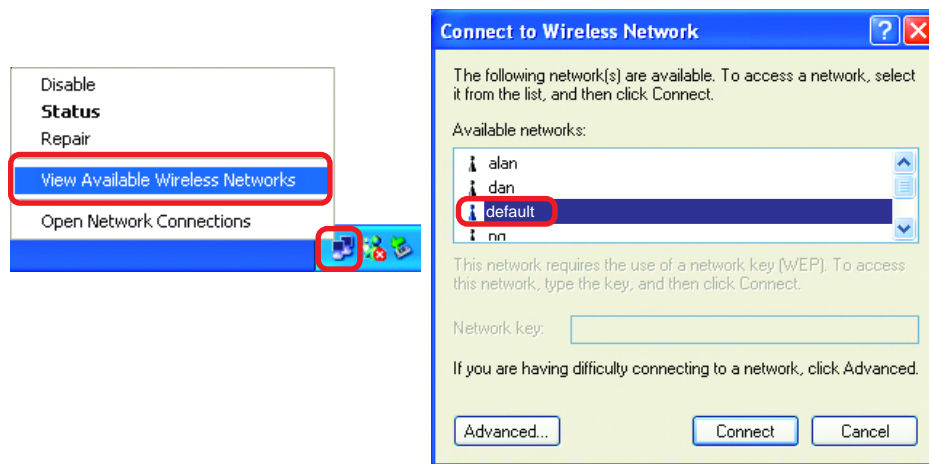 Disable
Status
Repair
View Available Wireless Networks
Open Network Connections
Connect to Wireless Network
The following network(s) are available. To access a network, select
it from the list, and then click Connect.
Available networks:
alan
dan
default
This network requires the use of a network key (WEP). To access
this network, type the key, and then click Connect.
Network key:
If you are having difficulty connecting to a network, click Advanced.
Advanced...
Connect
Cancel